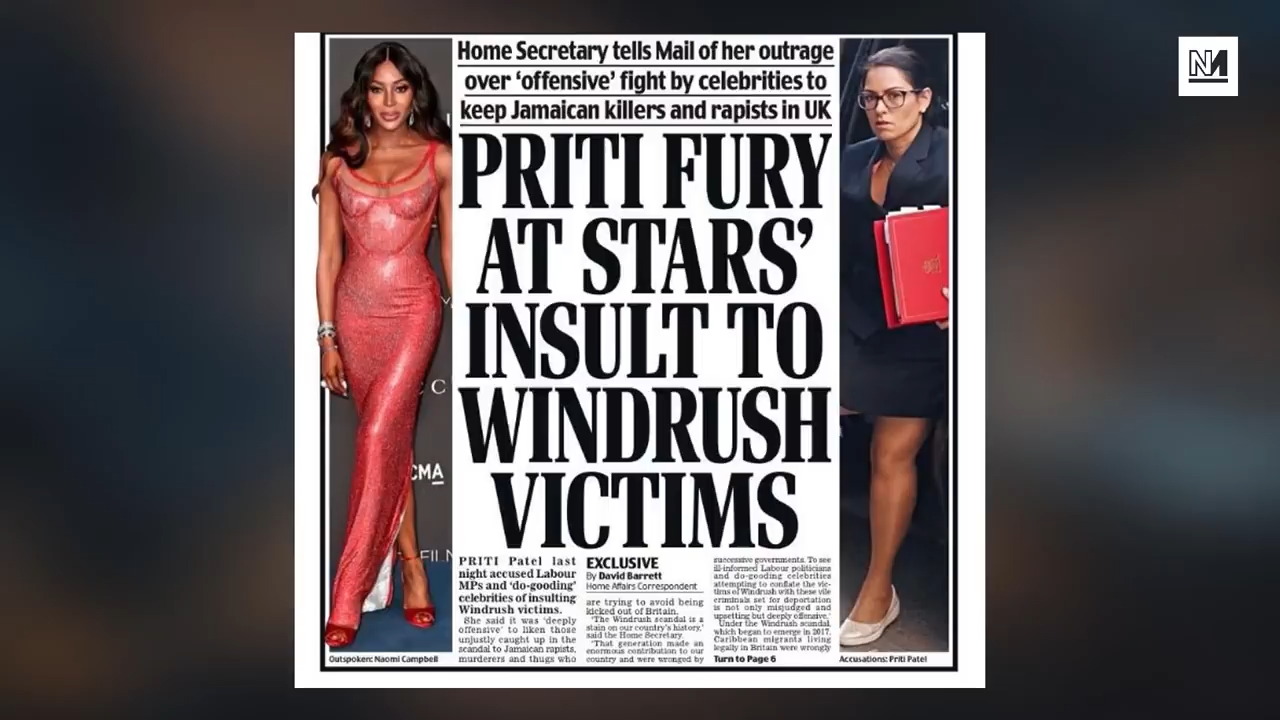 NM
Home Secretary tells Mail of her outrage
over ‘offensive’ fight by celebrities to
keep Jamaican killers and rapists in UK
PRITI FURY
AT STARS’
INSULT TO
WINDRUSH
VICTIMS
CMA
FILN
PRITI Patel last
night accused Labour
MPs and ‘do-gooding’
celebrities of insulting
Windrush victims.
She said it was ‘deeply
offensive’ to liken those
unjustly caught up in the
scandal to Jamaican rapists,
murderers and thugs who
EXCLUSIVE
By David Barrett
Home Affairs Correspondent
are trying to avoid being
kicked out of Britain.
‘The Windrush scandal is a
stain on our country’s history,’
said the Home Secretary.
‘That generation made an
enormous contribution to our
country and were wronged by
successive governments. To see
ill-informed Labour politicians
and do-gooding celebrities
attempting to conflate the vic-
tims of Windrush with these vile
criminals set for deportation
is not only misjudged and
upsetting but deeply offensive.’
Under the Windrush scandal,
which began to emerge in 2017,
Caribbean migrants living
legally in Britain were wrongly
Turn to Page 6
Outspoken: Naomi Campbell
Accusations: Priti Patel